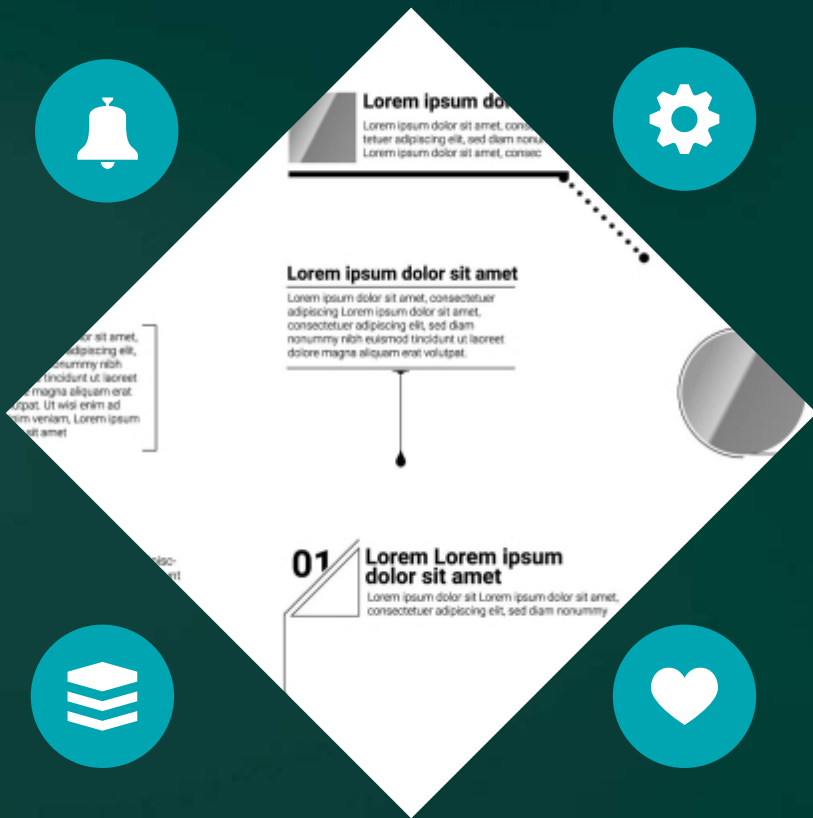 Lorem ipsum
Lorem ipsum dolor sit amet,
tetuer adipiscing elit, sed diam
Lorem ipsum dolor sit amet, consec
Lorem ipsum dolor sit amet
Lorem ipsum dolor sit amet, consectetuer
adipiscing Lorem ipsum dolor sit amet,
consectetuer adipiscing elit, sed diam
nonummy nibh euismod tincidunt ut laoreet
dolore magna aliquam erat volutpat.
sit amet,
adipiscing elit,
nonummy nibh
tincidunt ut laoreet
magna aliquam erat
Ut wisi enim ad
veniam, Lorem ipsum
sit amet
01
Lorem Lorem ipsum
dolor sit amet
Lorem ipsum dolor sit Lorem ipsum dolor sit amet,
consectetuer adipiscing elit, sed diam nonummy